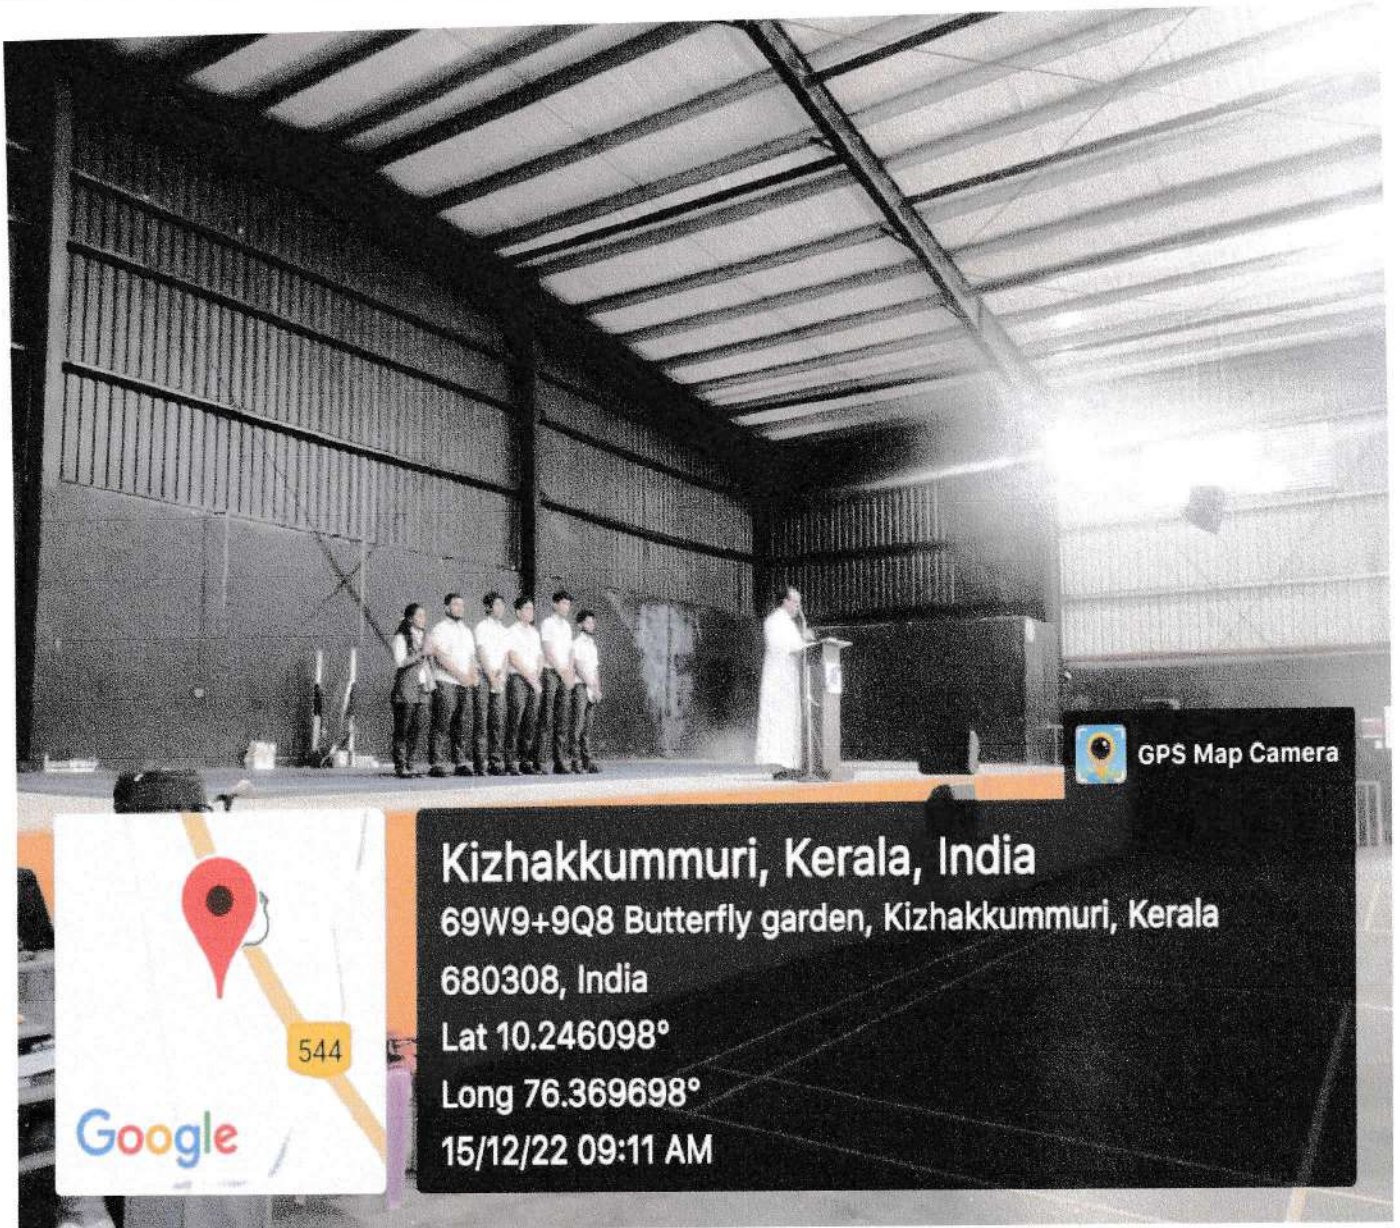 GPS Map Camera
Kizhakkummuri, Kerala, India
69W9+9Q8 Butterfly garden, Kizhakkummuri, Kerala
680308, India
Lat 10.246098°
Long 76.369698°
15/12/22 09:11 AM
544
Google